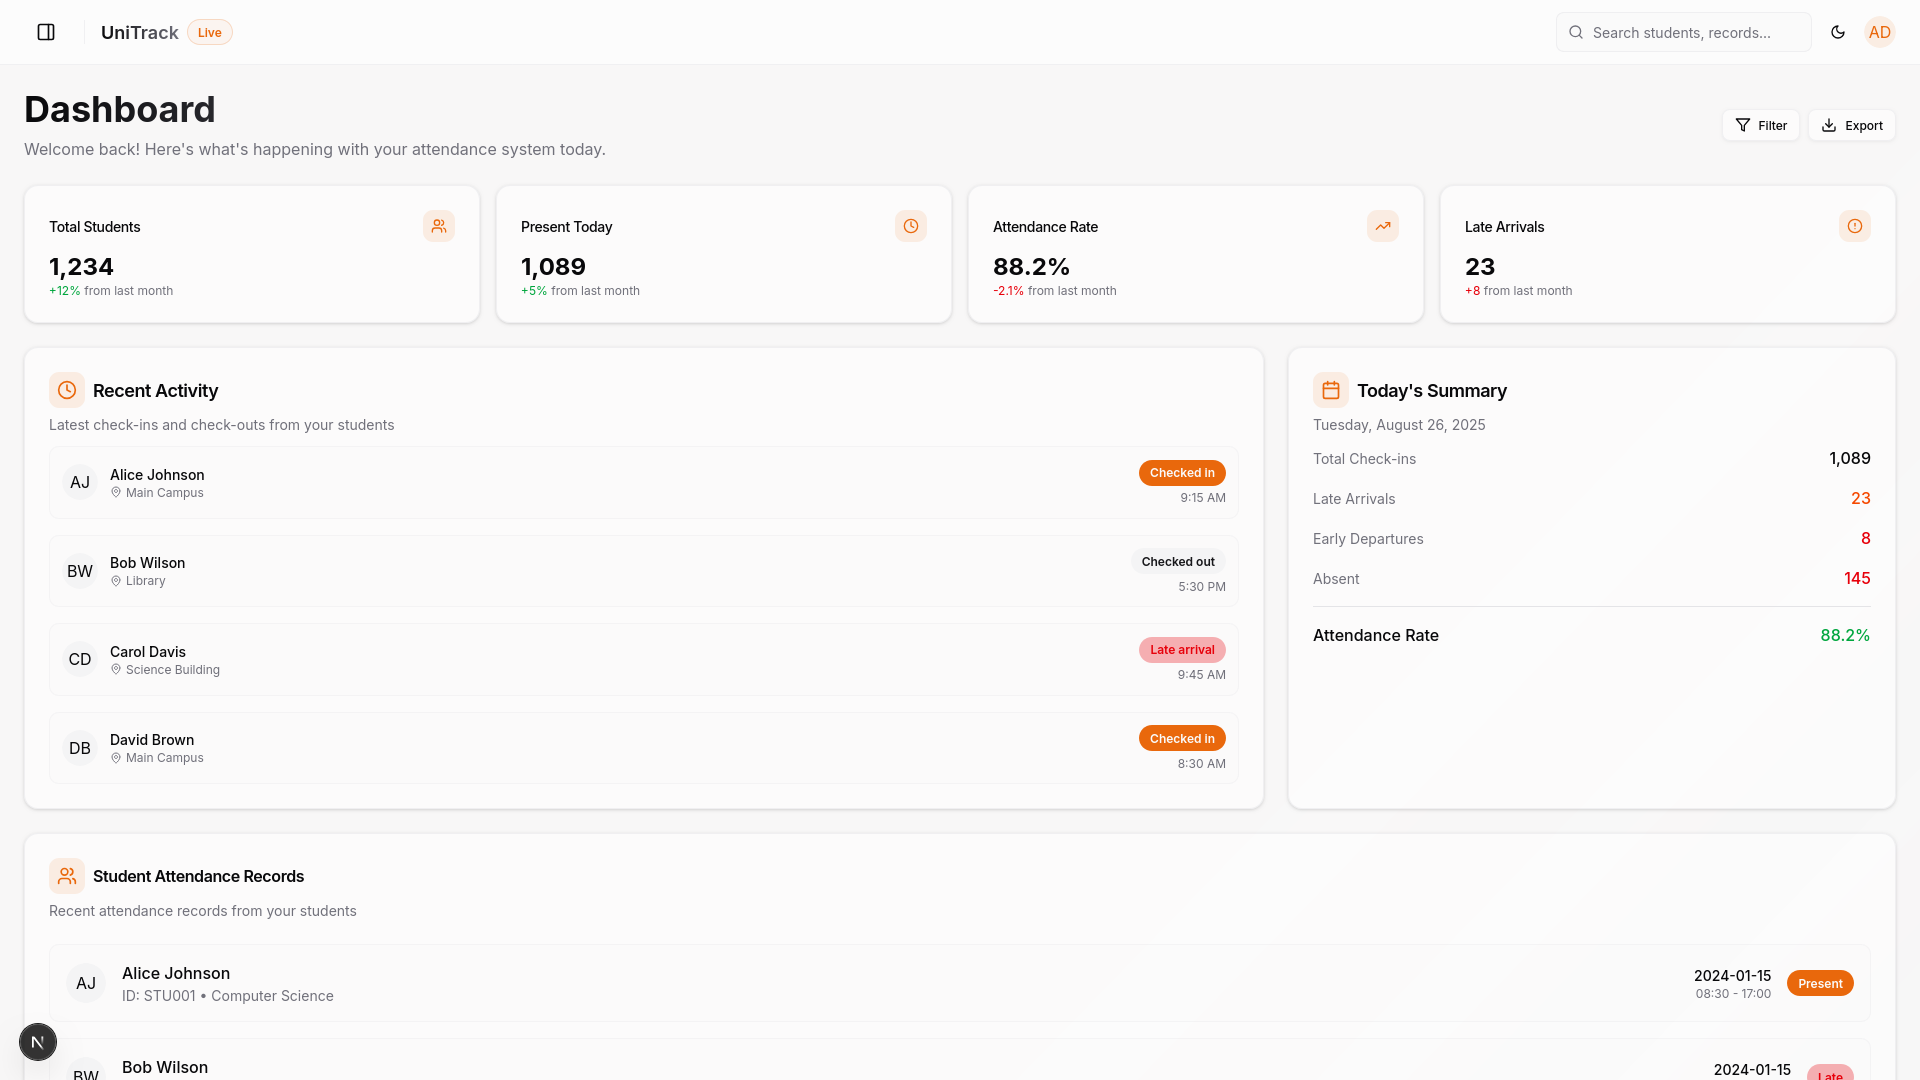 UniTrack Live
Search students, records...
AD
Dashboard
Welcome back! Here's what's happening with your attendance system today.
Filter
Export
Total Students
1,234
+12% from last month
Present Today
1,089
+5% from last month
Attendance Rate
88.2%
-2.1% from last month
Late Arrivals
23
+8 from last month
Recent Activity
Latest check-ins and check-outs from your students
AJ
Alice Johnson
Main Campus
Checked in
9:15 AM
BW
Bob Wilson
Library
Checked out
5:30 PM
CD
Carol Davis
Science Building
Late arrival
9:45 AM
DB
David Brown
Main Campus
Checked in
8:30 AM
Today's Summary
Tuesday, August 26, 2025
Total Check-ins 1,089
Late Arrivals 23
Early Departures 8
Absent 145
Attendance Rate 88.2%
Student Attendance Records
Recent attendance records from your students
AJ
Alice Johnson
ID: STU001 • Computer Science
2024-01-15
08:30 - 17:00
Present
N
BW
Bob Wilson
2024-01-15
Late